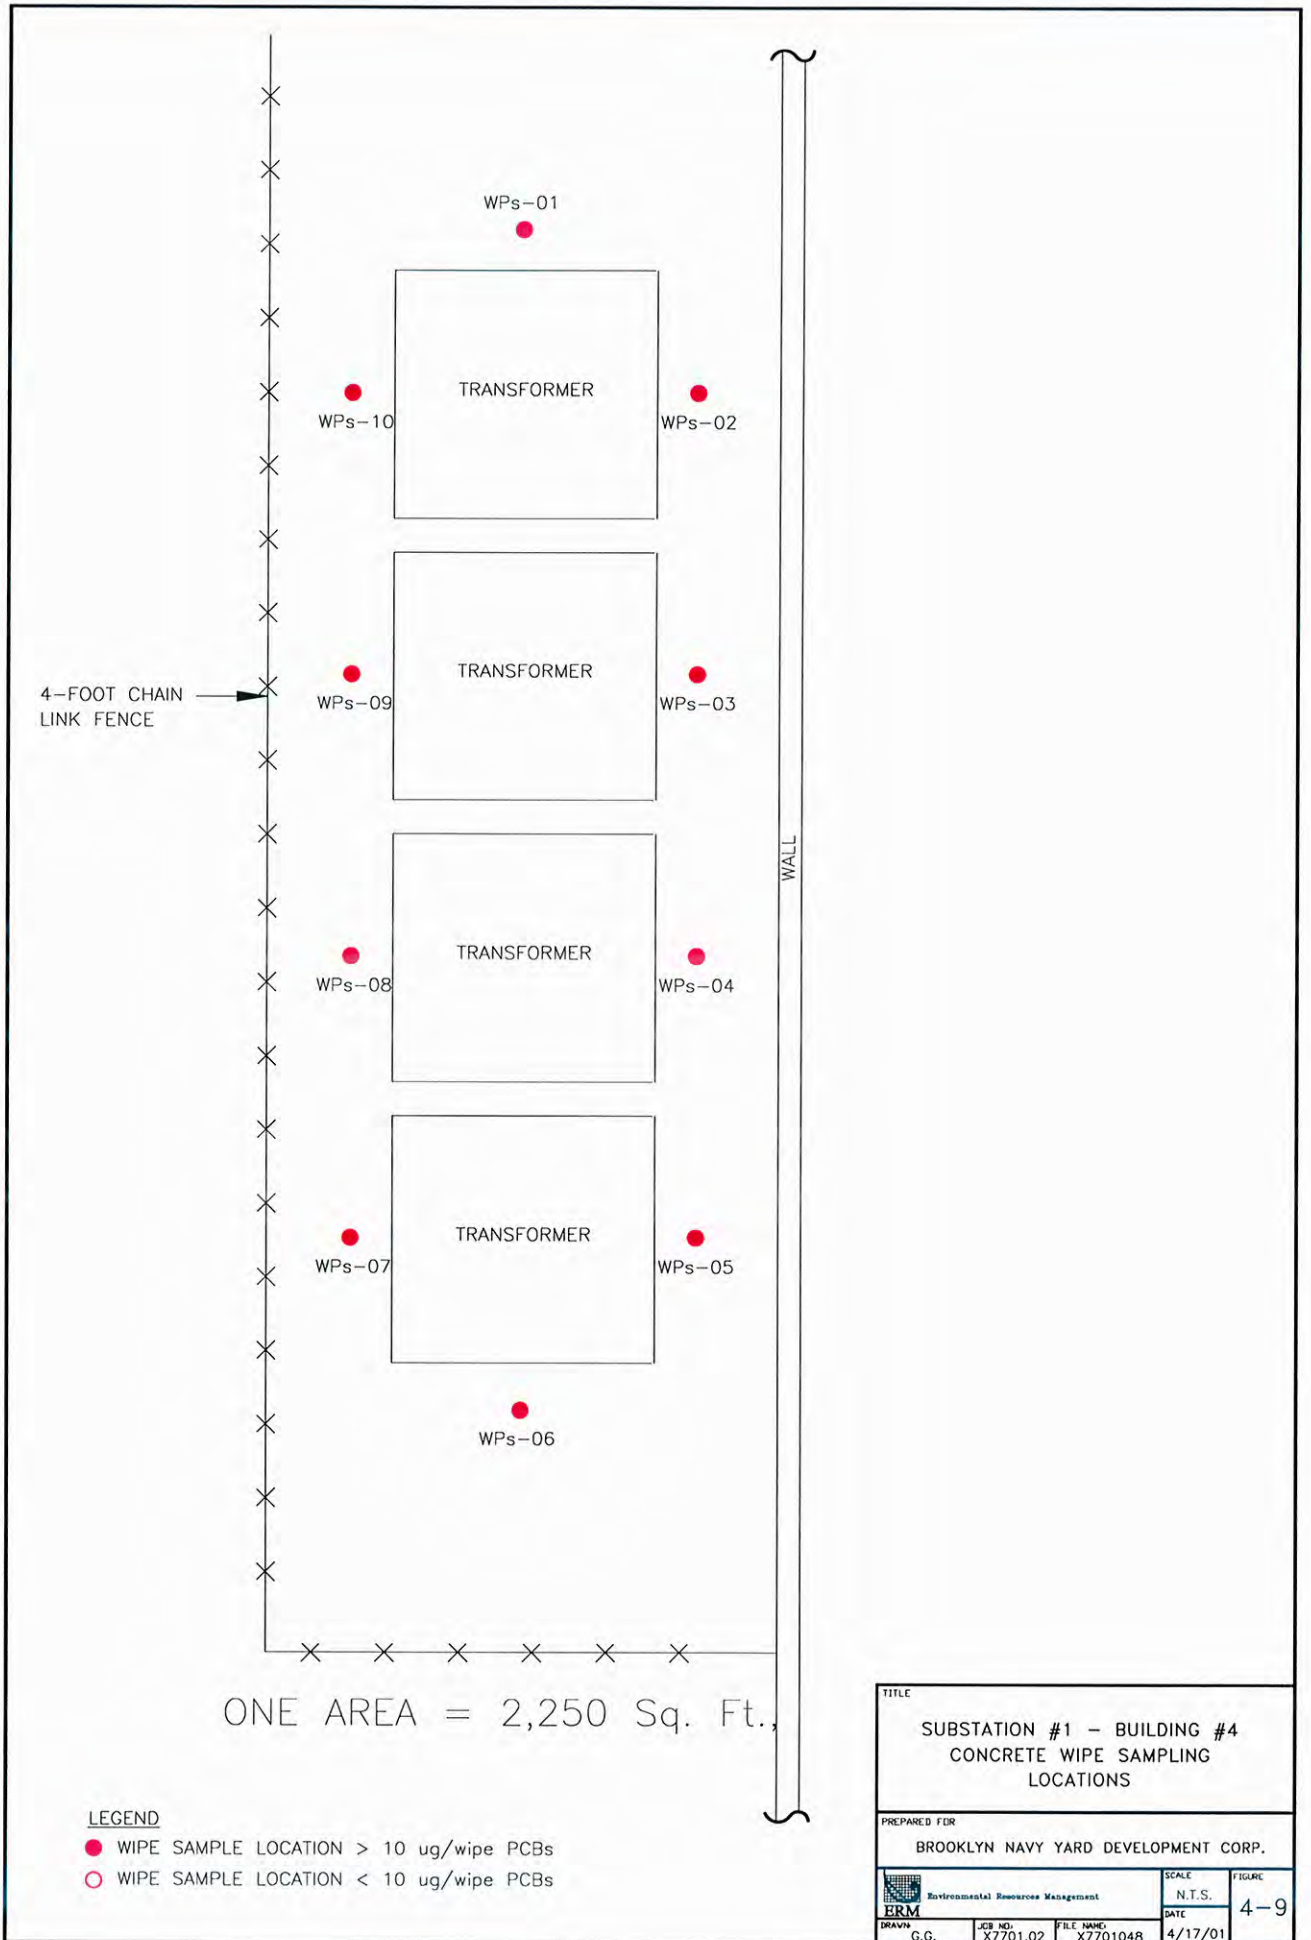 WPs-01
TRANSFORMER
WPs-10
WPs-02
TRANSFORMER
4-FOOT CHAIN
LINK FENCE
WPs-09
WPs-03
WALL
TRANSFORMER
WPs-08
WPs-04
TRANSFORMER
WPs-07
WPs-05
WPs-06
ONE AREA = 2,250 Sq. Ft.,
LEGEND
WIPE SAMPLE LOCATION > 10 ug/wipe PCBs
WIPE SAMPLE LOCATION < 10 ug/wipe PCBs
TITLE
SUBSTATION #1 - BUILDING #4
CONCRETE WIPE SAMPLING
LOCATIONS
PREPARED FOR
BROOKLYN NAVY YARD DEVELOPMENT CORP.
Environmental Resources Management
ERM
SCALE
N.T.S.
FIGURE
4-9
DRAWN:
G.G.
JOB NO.:
X7701.02
FILE NAME:
X7701048
DATE
4/17/01